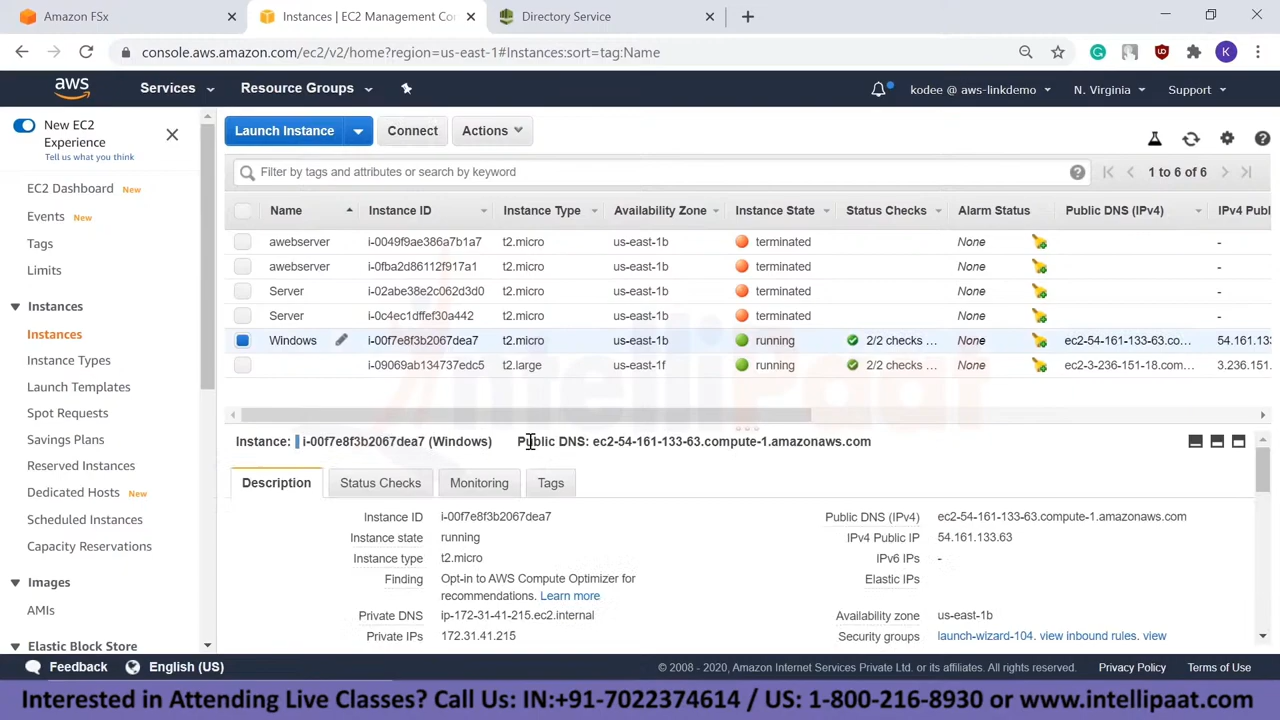 Amazon FSx
Instances | EC2 Management Con
Directory Service
console.aws.amazon.com/ec2/v2/home?region=us-east-1#Instances:sort=tag:Name
K
aws
Services
Resource Groups
kodee @ aws-linkdemo
N. Virginia
Support
New EC2
Experience
Tell us what you think
EC2 Dashboard New
Events New
Tags
Limits
Instances
Instances
Instance Types
Launch Templates
Spot Requests
Savings Plans
Reserved Instances
Dedicated Hosts New
Scheduled Instances
Capacity Reservations
Images
AMIs
Elastic Block Store
Launch Instance
Connect
Actions
Filter by tags and attributes or search by keyword
1 to 6 of 6
Name Instance ID Instance Type Availability Zone Instance State Status Checks Alarm Status Public DNS (IPv4) IPv4 Publ
awebserver i-0049f9ae386a7b1a7 t2.micro us-east-1b terminated None -
awebserver i-0fba2d86112f917a1 t2.micro us-east-1b terminated None -
Server i-02abe38e2c062d3d0 t2.micro us-east-1b terminated None -
Server i-0c4ec1dffef30a442 t2.micro us-east-1b terminated None -
Windows i-00f7e8f3b2067dea7 t2.micro us-east-1b running 2/2 checks ... None ec2-54-161-133-63.co... 54.161.133
i-09069ab134737edc5 t2.large us-east-1f running 2/2 checks ... None ec2-3-236-151-18.com... 3.236.151.
intelliPaat
Instance: i-00f7e8f3b2067dea7 (Windows) Public DNS: ec2-54-161-133-63.compute-1.amazonaws.com
Description
Status Checks
Monitoring
Tags
Instance ID i-00f7e8f3b2067dea7
Instance state running
Instance type t2.micro
Finding Opt-in to AWS Compute Optimizer for
recommendations. Learn more
Private DNS ip-172-31-41-215.ec2.internal
Private IPs 172.31.41.215
Public DNS (IPv4) ec2-54-161-133-63.compute-1.amazonaws.com
IPv4 Public IP 54.161.133.63
IPv6 IPs -
Elastic IPs
Availability zone us-east-1b
Security groups launch-wizard-104. view inbound rules. view
Feedback
English (US)
© 2008 - 2020, Amazon Internet Services Private Ltd. or its affiliates. All rights reserved.
Privacy Policy
Terms of Use
Interested in Attending Live Classes? Call Us: IN:+91-7022374614 / US: 1-800-216-8930 or www.intellipaat.com